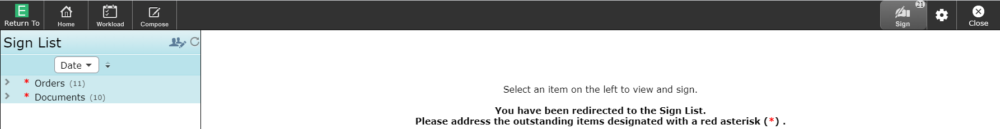 E
Return To
Home
Workload
Compose
21
Sign
Close
Sign List
Date
* Orders (11)
* Documents (10)
Select an item on the left to view and sign.
You have been redirected to the Sign List.
Please address the outstanding items designated with a red asterisk (*) .